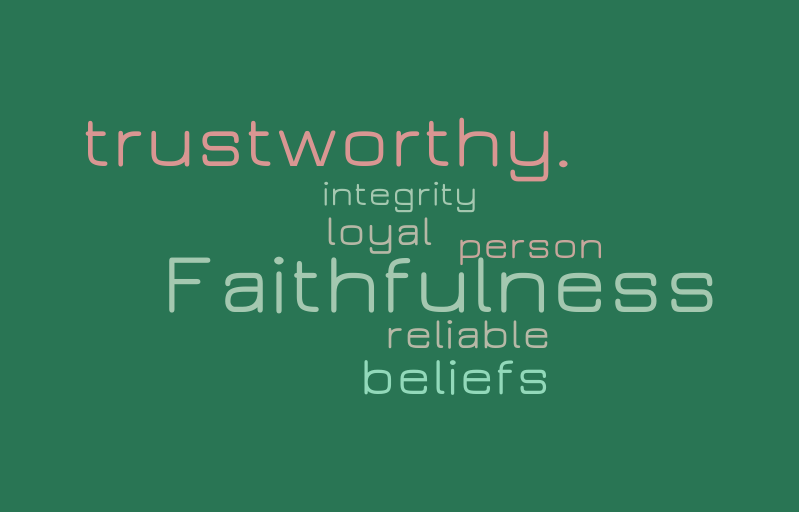 trustworthy.
integrity
loyal
person
Faithfulness
reliable
beliefs